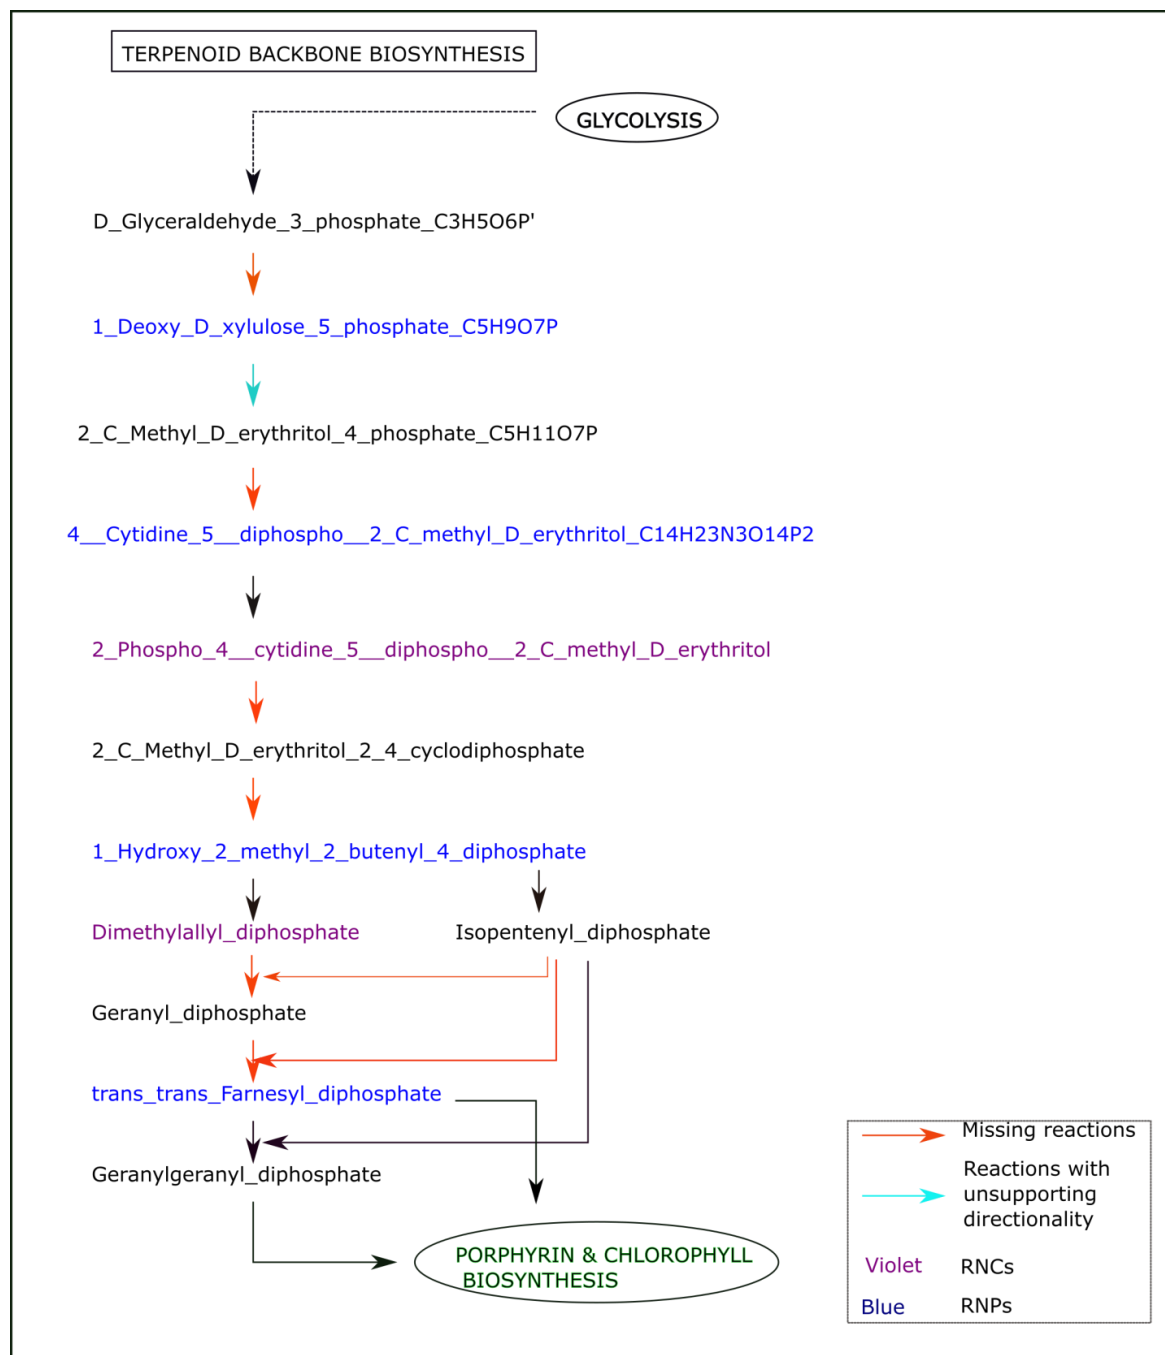 TERPENOID BACKBONE BIOSYNTHESIS
GLYCOLYSIS
D_Glyceraldehyde_3_phosphate_C3H5O6P'
1_Deoxy_D_xylulose_5_phosphate_C5H9O7P
2_C_Methyl_D_erythritol_4_phosphate_C5H11O7P
4__Cytidine_5__diphospho__2_C_methyl_D_erythritol_C14H23N3O14P2
2_Phospho_4__cytidine_5__diphospho__2_C_methyl_D_erythritol
2_C_Methyl_D_erythritol_2_4_cyclodiphosphate
1_Hydroxy_2_methyl_2_butenyl_4_diphosphate
Dimethylallyl_diphosphate
Isopentenyl_diphosphate
Geranyl_diphosphate
trans_trans_Farnesyl_diphosphate
Geranylgeranyl_diphosphate
PORPHYRIN & CHLOROPHYLL
BIOSYNTHESIS
Missing reactions
Reactions with
unsupporting
directionality
Violet RNCs
Blue RNPs